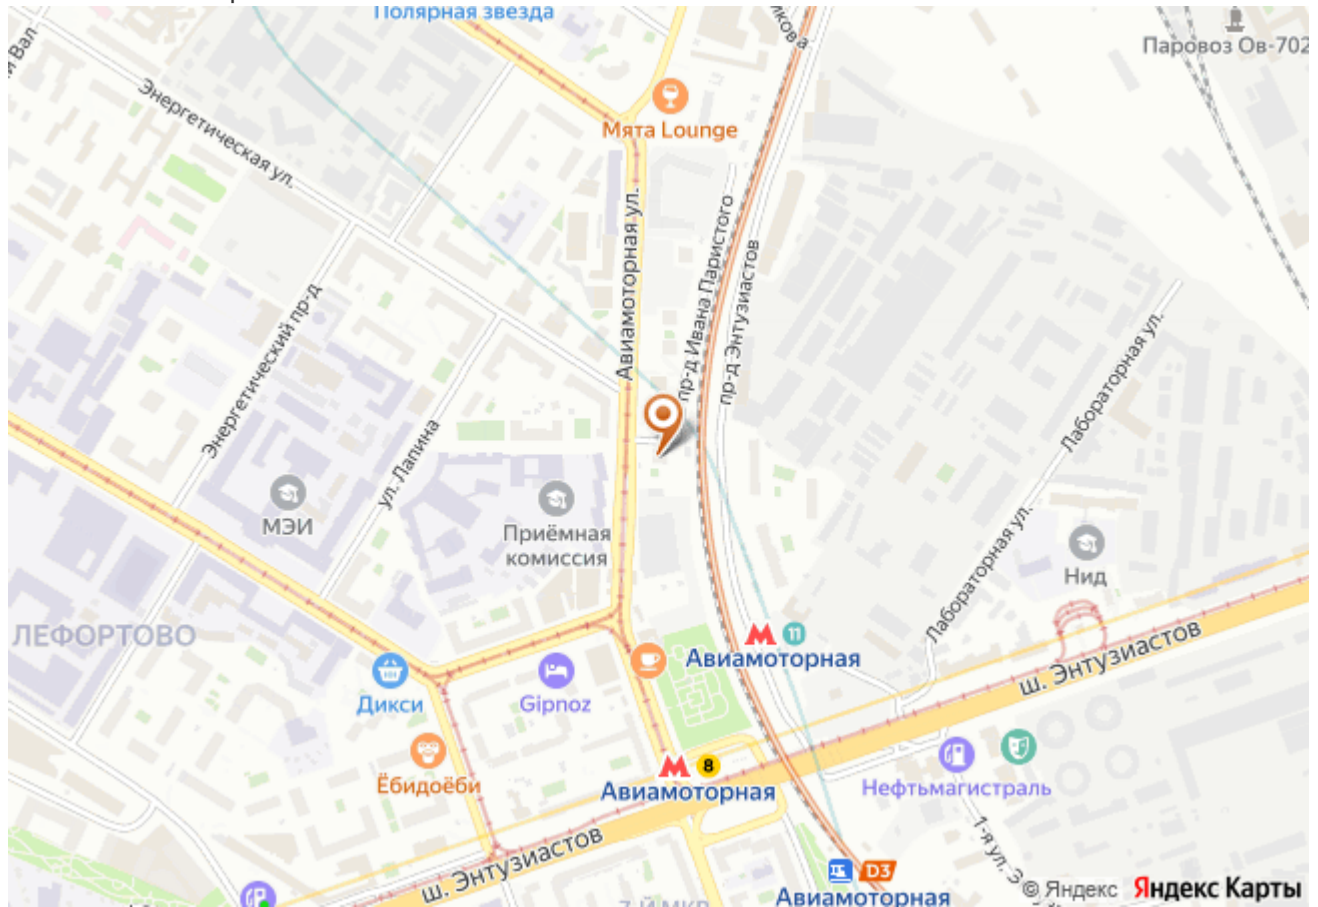 Полярная звезда
Паровоз Ов-702
Энергетическая ул.
Мята Lounge
Авиамоторная ул.
пр-д Ивана Паристого
пр-д Энтузиастов
Энергетический пр-д
Лабораторная ул.
ул. Лапина
МЭИ
Приёмная
комиссия
Лабораторная ул.
Нид
ЛЕФОРТОВО
11
Авиамоторная
ш. Энтузиастов
Дикси
Gipnoz
Ёбидоёби
8
Авиамоторная
Нефтьмагистраль
ш. Энтузиастов
D3
Авиамоторная
© Яндекс Яндекс Карты